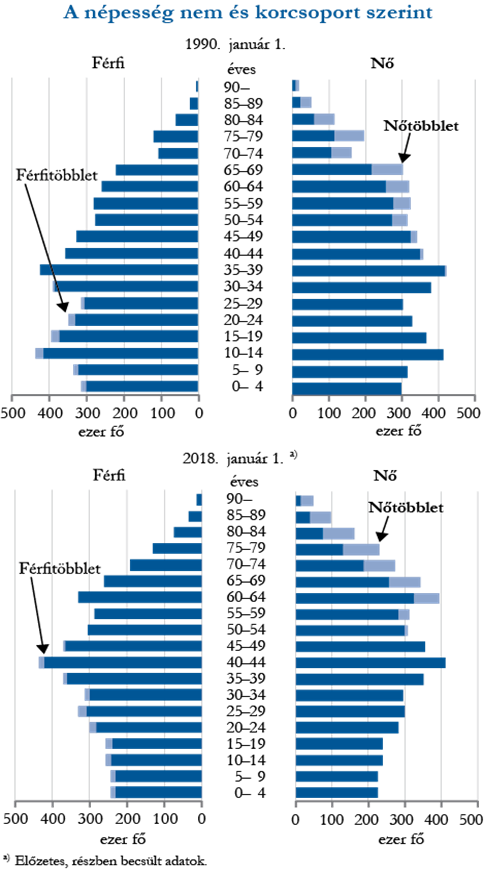 A népesség nem és korcsoport szerint
1990. január 1.
Férfi
éves
Nő
90–
85–89
80–84
75–79
70–74
65–69
60–64
55–59
50–54
45–49
40–44
35–39
30–34
25–29
20–24
15–19
10–14
5– 9
0– 4
Férfitöbblet
Nőtöbblet
500 400 300 200 100 0
0 100 200 300 400 500
ezer fő
ezer fő
2018. január 1. a)
Férfi
éves
Nő
90–
85–89
80–84
75–79
70–74
65–69
60–64
55–59
50–54
45–49
40–44
35–39
30–34
25–29
20–24
15–19
10–14
5– 9
0– 4
Férfitöbblet
Nőtöbblet
500 400 300 200 100 0
0 100 200 300 400 500
ezer fő
ezer fő
a) Előzetes, részben becsült adatok.